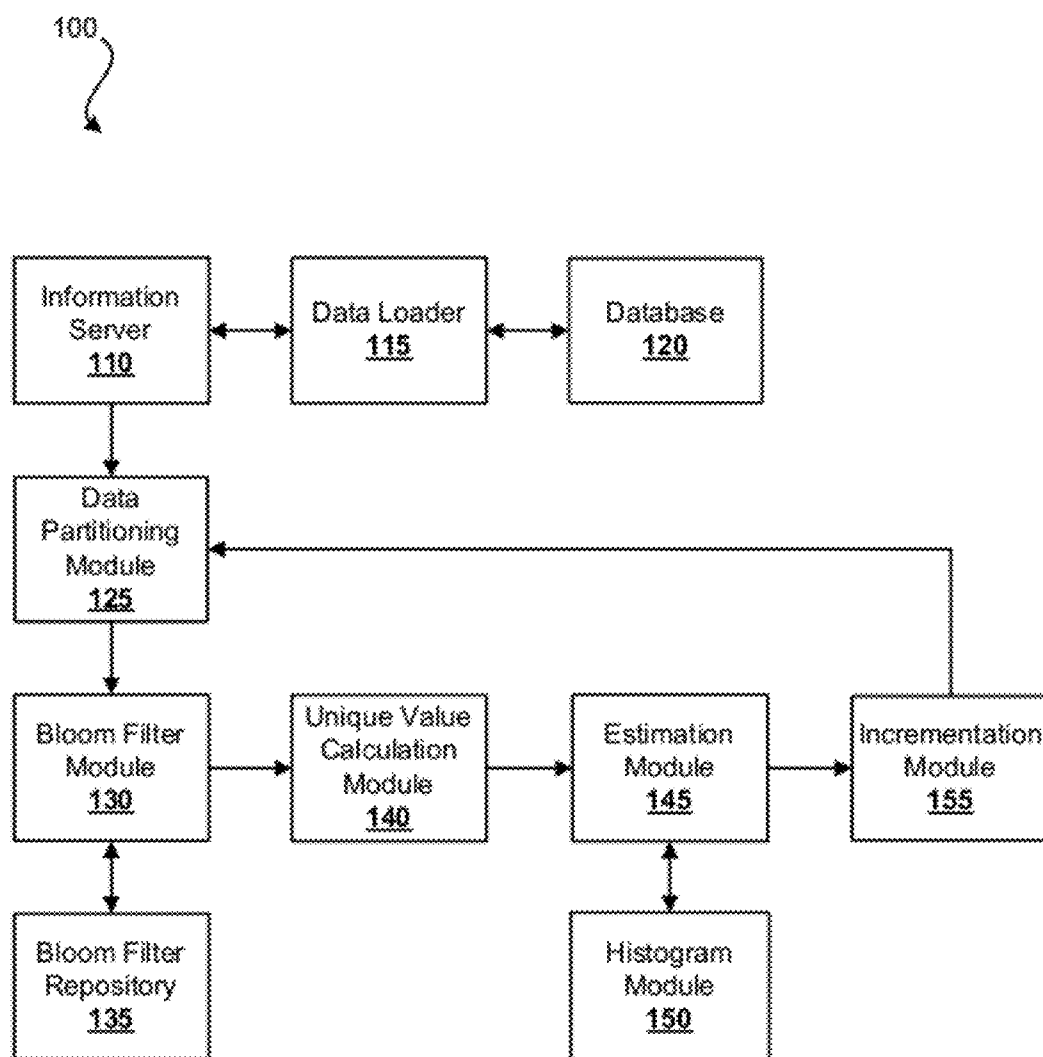 100
Information
Server
110
Data Loader
115
Database
120
Data
Partitioning
Module
125
Bloom Filter
Module
130
Unique Value
Calculation
Module
140
Estimation
Module
145
Incrementation
Module
155
Bloom Filter
Repository
135
Histogram
Module
150